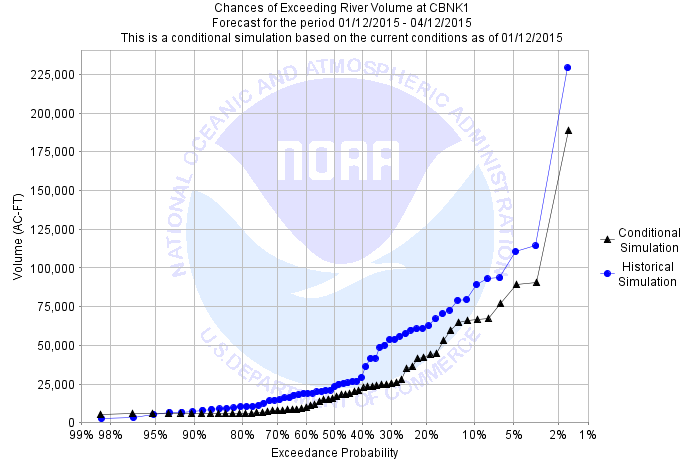 Chances of Exceeding River Volume at CBNK1
Forecast for the period 01/12/2015 - 04/12/2015
This is a conditional simulation based on the current conditions as of 01/12/2015
225,000
200,000
175,000
150,000
125,000
100,000
75,000
50,000
25,000
0
Volume (AC-FT)
99% 98% 95% 90% 80% 70% 60% 50% 40% 30% 20% 10% 5% 2% 1%
Exceedance Probability
Conditional
Simulation
Historical
Simulation
NATIONAL OCEANIC AND ATMOSPHERIC ADMINISTRATION
NOAA
U.S. DEPARTMENT OF COMMERCE